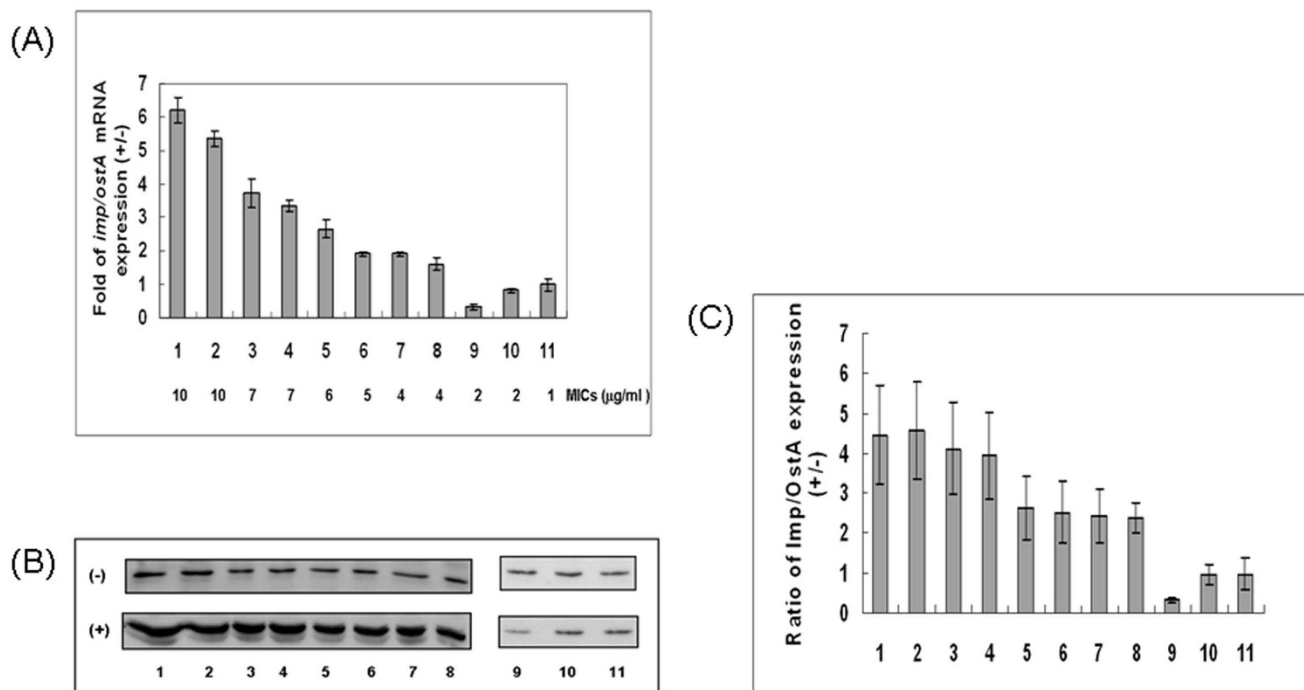 (A)
Fold of imp/ostA mRNA
expression (+/-)
7
6
5
4
3
2
1
0
1 2 3 4 5 6 7 8 9 10 11
10 10 7 7 6 5 4 4 2 2 1 MICs (µg/ml )
(B)
(-)
(+)
1 2 3 4 5 6 7 8 9 10 11
(C)
Ratio of Imp/OstA expression
(+/-)
7
6
5
4
3
2
1
0
1 2 3 4 5 6 7 8 9 10 11